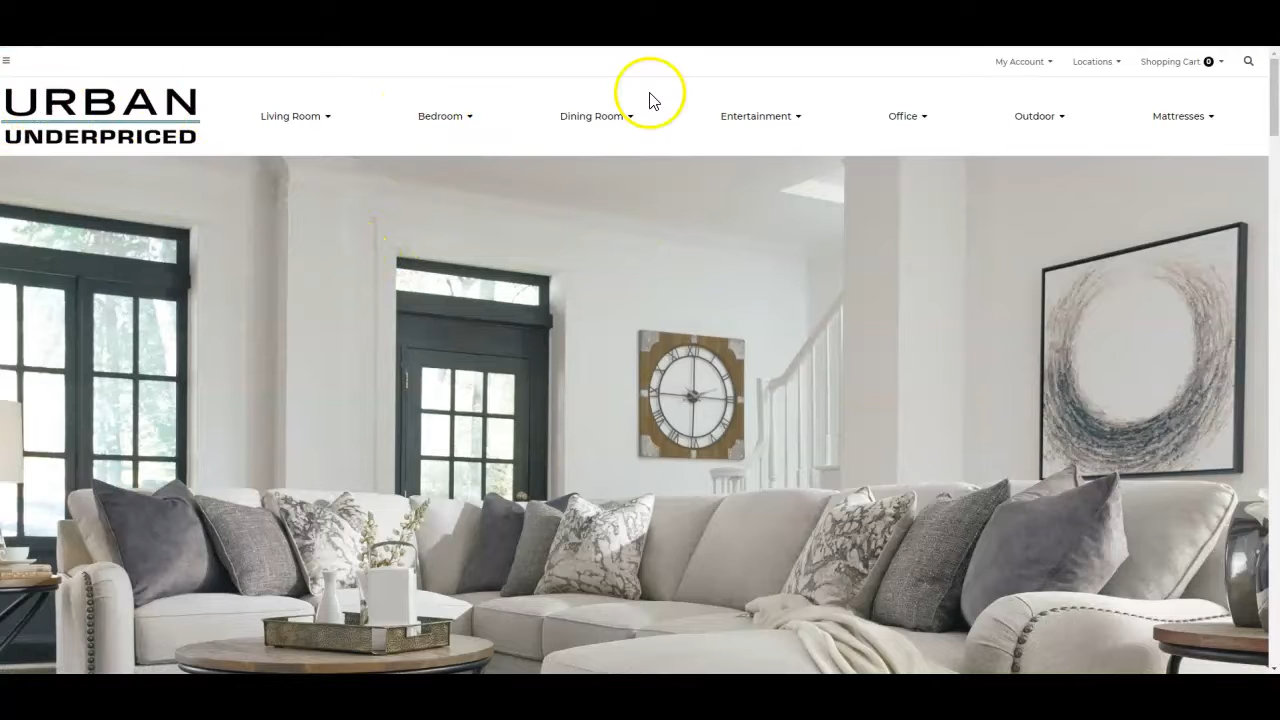 My Account Locations Shopping Cart 0
URBAN
UNDERPRICED
Living Room Bedroom Dining Room Entertainment Office Outdoor Mattresses